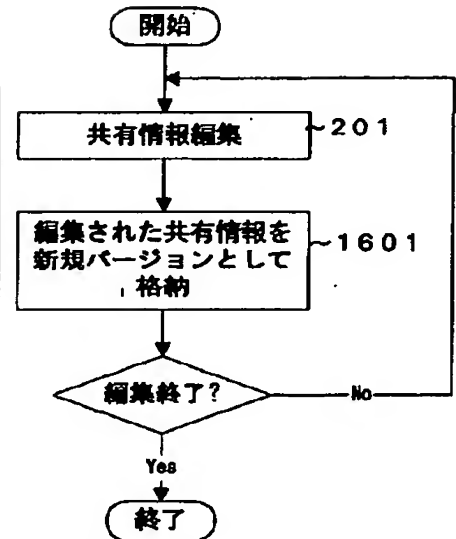 開始
共有情報編集
~201
編集された共有情報を
新規バージョンとして
格納
~1601
編集終了?
No
Yes
終了